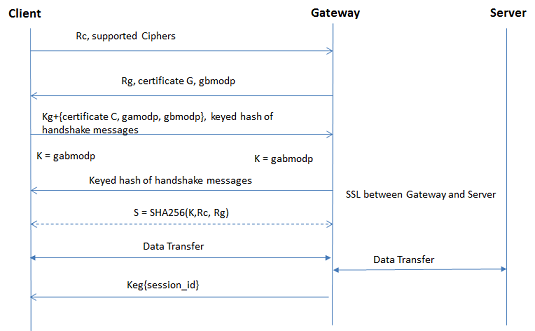 Client Gateway Server
Rc, supported Ciphers
Rg, certificate G, gbmodp
Kg+{certificate C, gamodp, gbmodp}, keyed hash of
handshake messages
K = gabmodp K = gabmodp
Keyed hash of handshake messages
SSL between Gateway and Server
S = SHA256(K,Rc, Rg)
Data Transfer
Data Transfer
Keg{session_id}